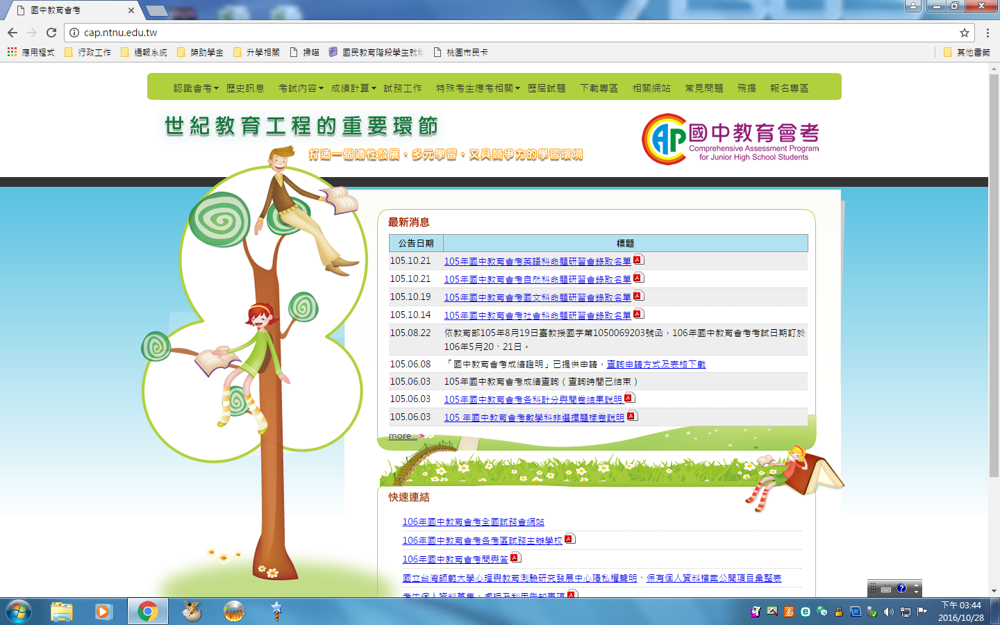 國中教育會考
cap.ntnu.edu.tw
應用程式 行政工作 通報系統 獎助學金 升學相關 掃瞄 國民教育階段學生就 桃園市民卡 其他書籤
認識會考 歷史訊息 考試內容 成績計算 試務工作 特殊考生應考相關 歷屆試題 下載專區 相關網站 常見問題 飛揚 報名專區
世紀教育工程的重要環節
打造一個適性發展、多元學習、又具競爭力的學習環境
CAP 國中教育會考
Comprehensive Assessment Program
for Junior High School Students
最新消息
公告日期 標題
105.10.21 105年國中教育會考英語科命題研習會錄取名單
105.10.21 105年國中教育會考自然科命題研習會錄取名單
105.10.19 105年國中教育會考國文科命題研習會錄取名單
105.10.14 105年國中教育會考社會科命題研習會錄取名單
105.08.22 依教育部105年8月19日臺教授國字第1050069203號函，106年國中教育會考考試日期訂於
106年5月20、21日。
105.06.08 「國中教育會考成績證明」已提供申請，查詢申請方式及表格下載
105.06.03 105年國中教育會考成績查詢（查詢時間已結束）
105.06.03 105年國中教育會考各科計分與閱卷結果說明
105.06.03 105 年國中教育會考數學科非選擇題樣卷說明
more... >
快速連結
106年國中教育會考全國試務會網站
106年國中教育會考各考區試務主辦學校
106年國中教育會考問與答
國立台灣師範大學心理與教育測驗研究發展中心隱私權聲明、保有個人資料檔案公開項目彙整表
考生個人資料蒐集、處理及利用告知事項
下午 03:44
2016/10/28